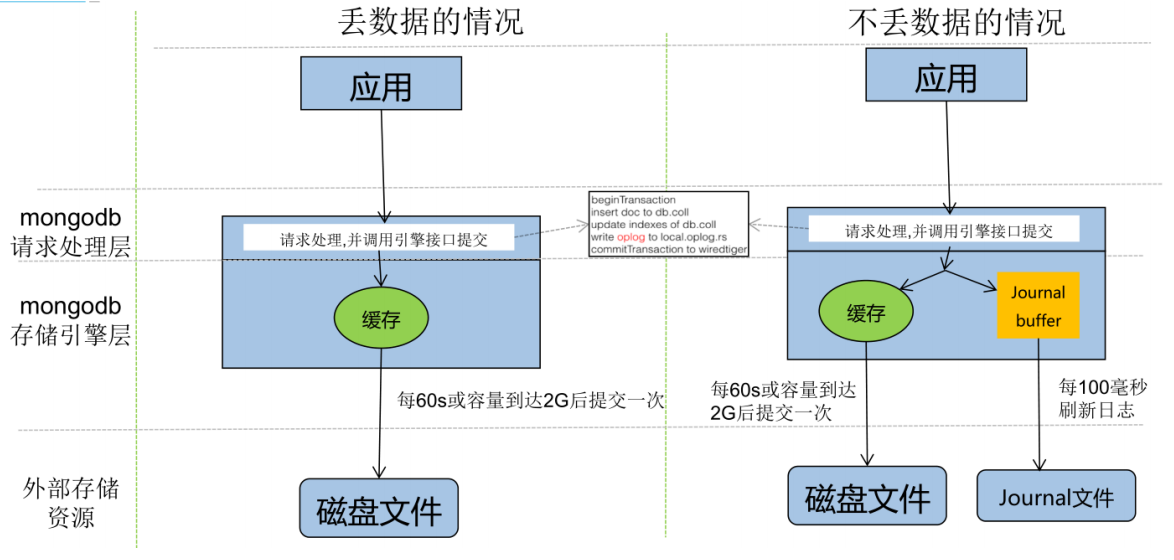 丢数据的情况
不丢数据的情况
应用
应用
mongodb
请求处理层
请求处理,并调用引擎接口提交
beginTransaction
insert doc to db.coll
update indexes of db.coll
write oplog to local.oplog.rs
commitTransaction to wiredtiger
请求处理,并调用引擎接口提交
mongodb
存储引擎层
缓存
缓存
Journal
buffer
每60s或容量到达2G后提交一次
每60s或容量到达
2G后提交一次
每100毫秒
刷新日志
外部存储
资源
磁盘文件
磁盘文件
Journal文件